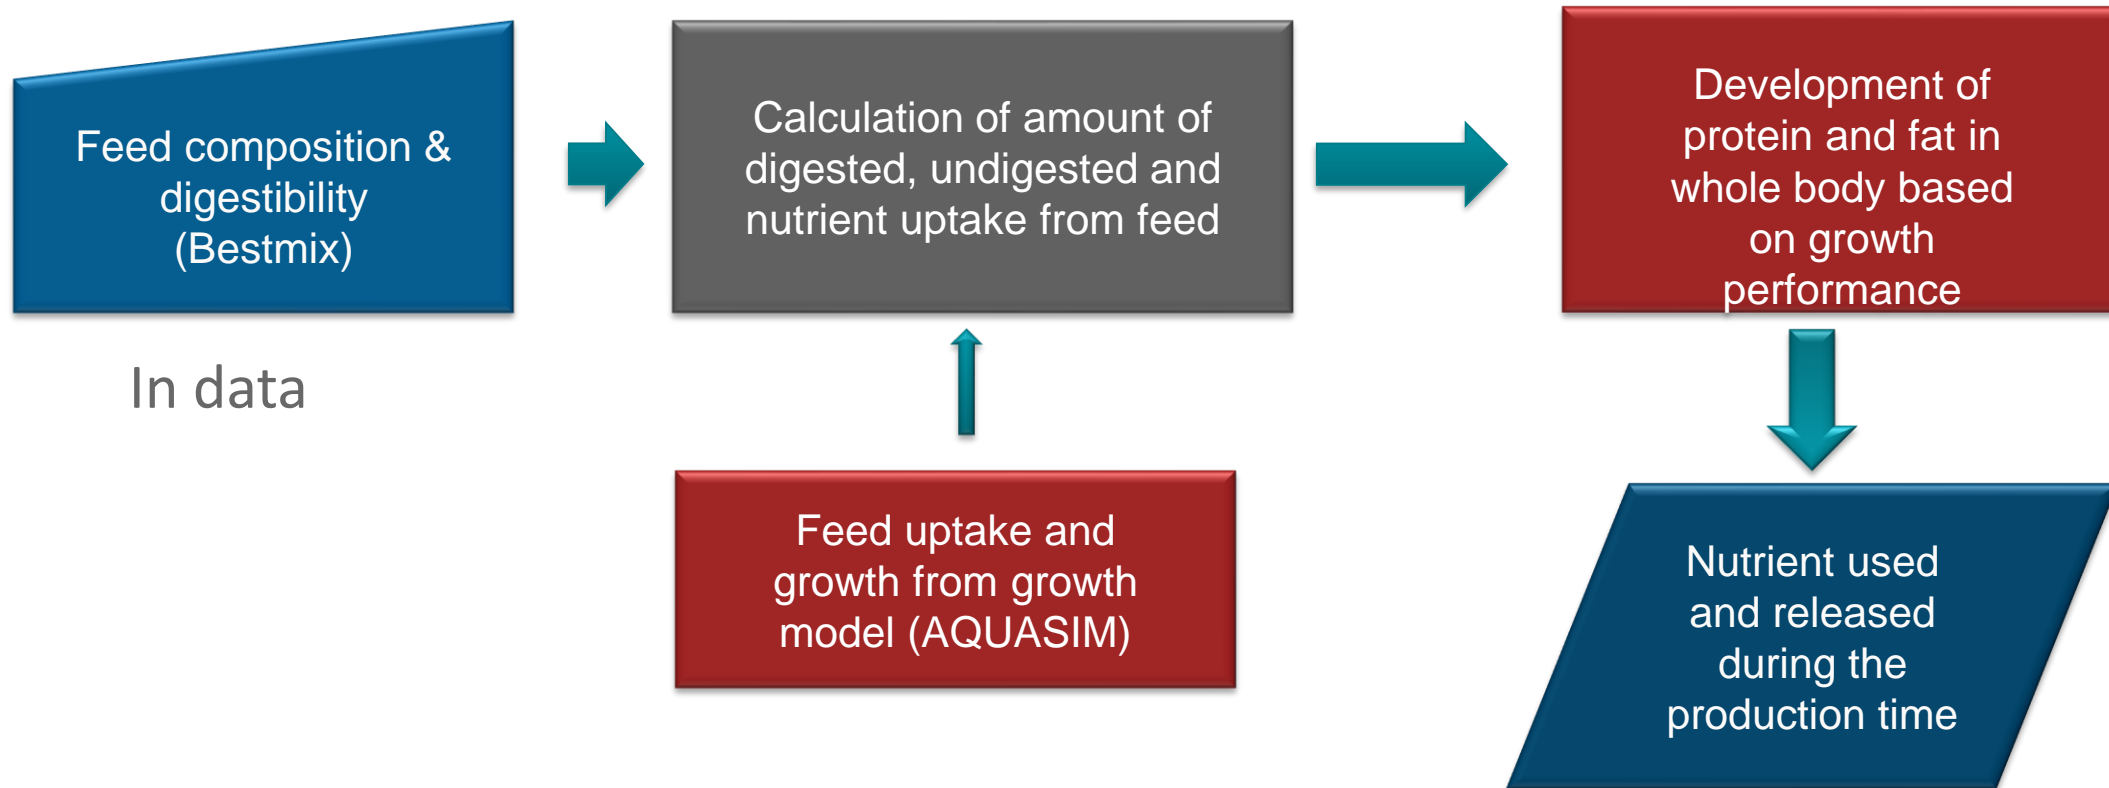 Feed composition &
digestibility
(Bestmix)
In data
Calculation of amount of
digested, undigested and
nutrient uptake from feed
Feed uptake and
growth from growth
model (AQUASIM)
Development of
protein and fat in
whole body based
on growth
performance
Nutrient used
and released
during the
production time